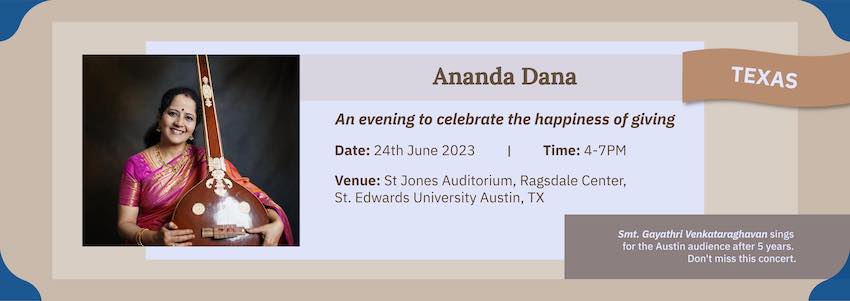 Ananda Dana
TEXAS
An evening to celebrate the happiness of giving
Date: 24th June 2023 | Time: 4-7PM
Venue: St Jones Auditorium, Ragsdale Center,
St. Edwards University Austin, TX
Smt. Gayathri Venkataraghavan sings
for the Austin audience after 5 years.
Don't miss this concert.